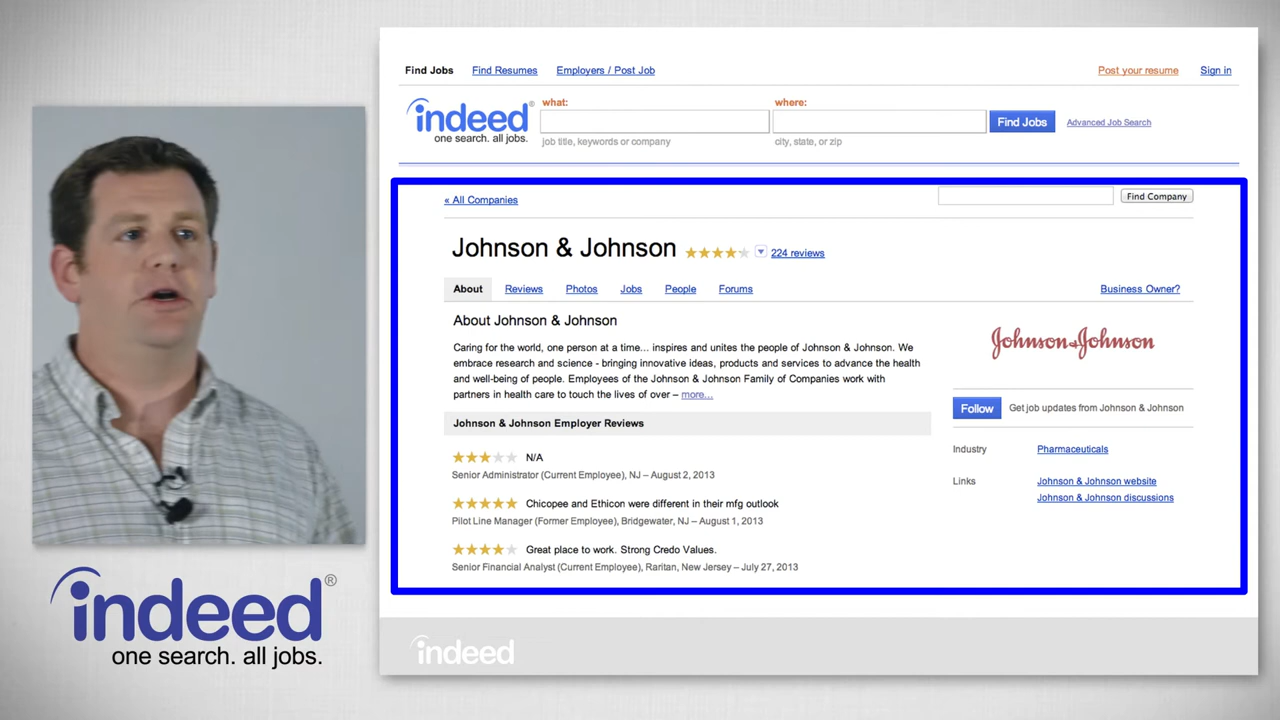 Find Jobs Find Resumes Employers / Post Job Post your resume Sign in
what: where:
indeed® Find Jobs Advanced Job Search
one search. all jobs. job title, keywords or company city, state, or zip
« All Companies Find Company
Johnson & Johnson 224 reviews
About Reviews Photos Jobs People Forums Business Owner?
About Johnson & Johnson
Caring for the world, one person at a time... inspires and unites the people of Johnson & Johnson. We
embrace research and science - bringing innovative ideas, products and services to advance the health
and well-being of people. Employees of the Johnson & Johnson Family of Companies work with
partners in health care to touch the lives of over – more...
Johnson & Johnson Employer Reviews
N/A
Senior Administrator (Current Employee), NJ – August 2, 2013
Chicopee and Ethicon were different in their mfg outlook
Pilot Line Manager (Former Employee), Bridgewater, NJ – August 1, 2013
Great place to work. Strong Credo Values.
Senior Financial Analyst (Current Employee), Raritan, New Jersey – July 27, 2013
Johnson & Johnson
Follow Get job updates from Johnson & Johnson
Industry Pharmaceuticals
Links Johnson & Johnson website
Johnson & Johnson discussions
indeed
indeed®
one search. all jobs.